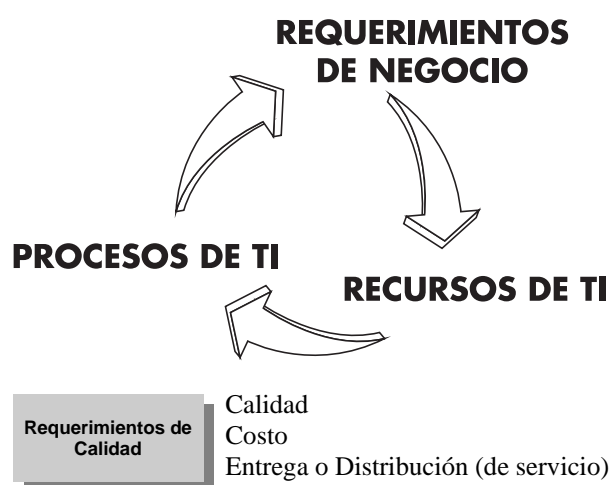 REQUERIMIENTOS
DE NEGOCIO
PROCESOS DE TI
RECURSOS DE TI
Requerimientos de
Calidad
Calidad
Costo
Entrega o Distribución (de servicio)